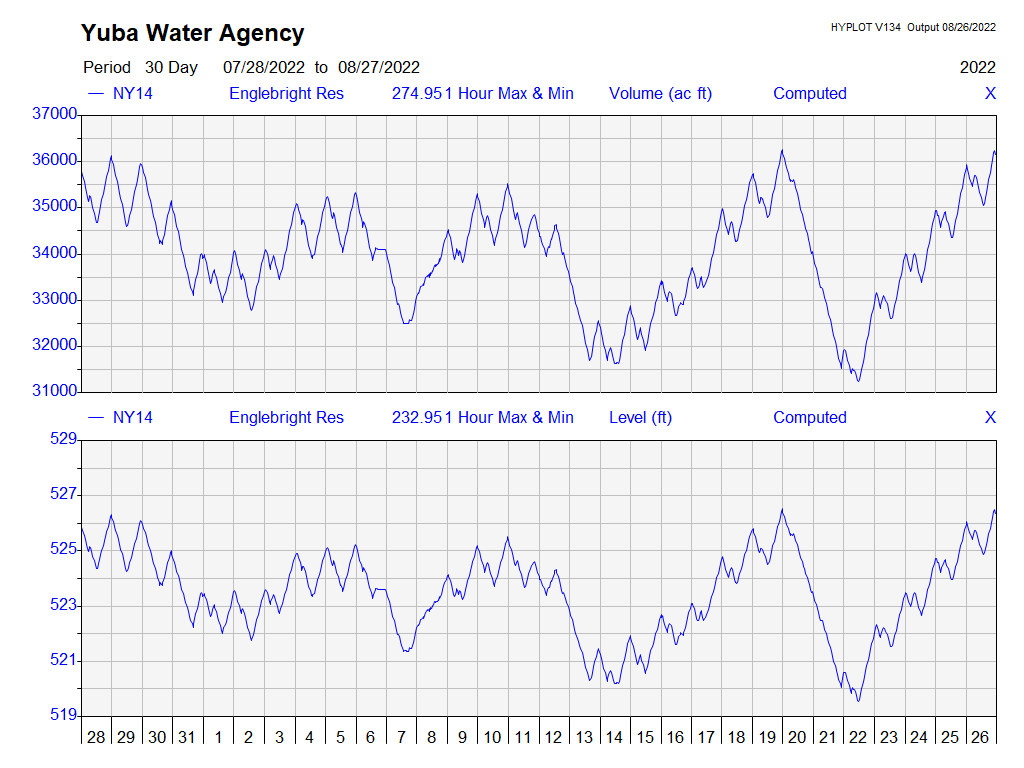 Yuba Water Agency
HYPLOT V134 Output 08/26/2022
Period 30 Day 07/28/2022 to 08/27/2022 2022
NY14 Englebright Res 274.951 Hour Max & Min Volume (ac ft) Computed X
37000
36000
35000
34000
33000
32000
31000
NY14 Englebright Res 232.951 Hour Max & Min Level (ft) Computed X
529
527
525
523
521
519
28 29 30 31 1 2 3 4 5 6 7 8 9 10 11 12 13 14 15 16 17 18 19 20 21 22 23 24 25 26